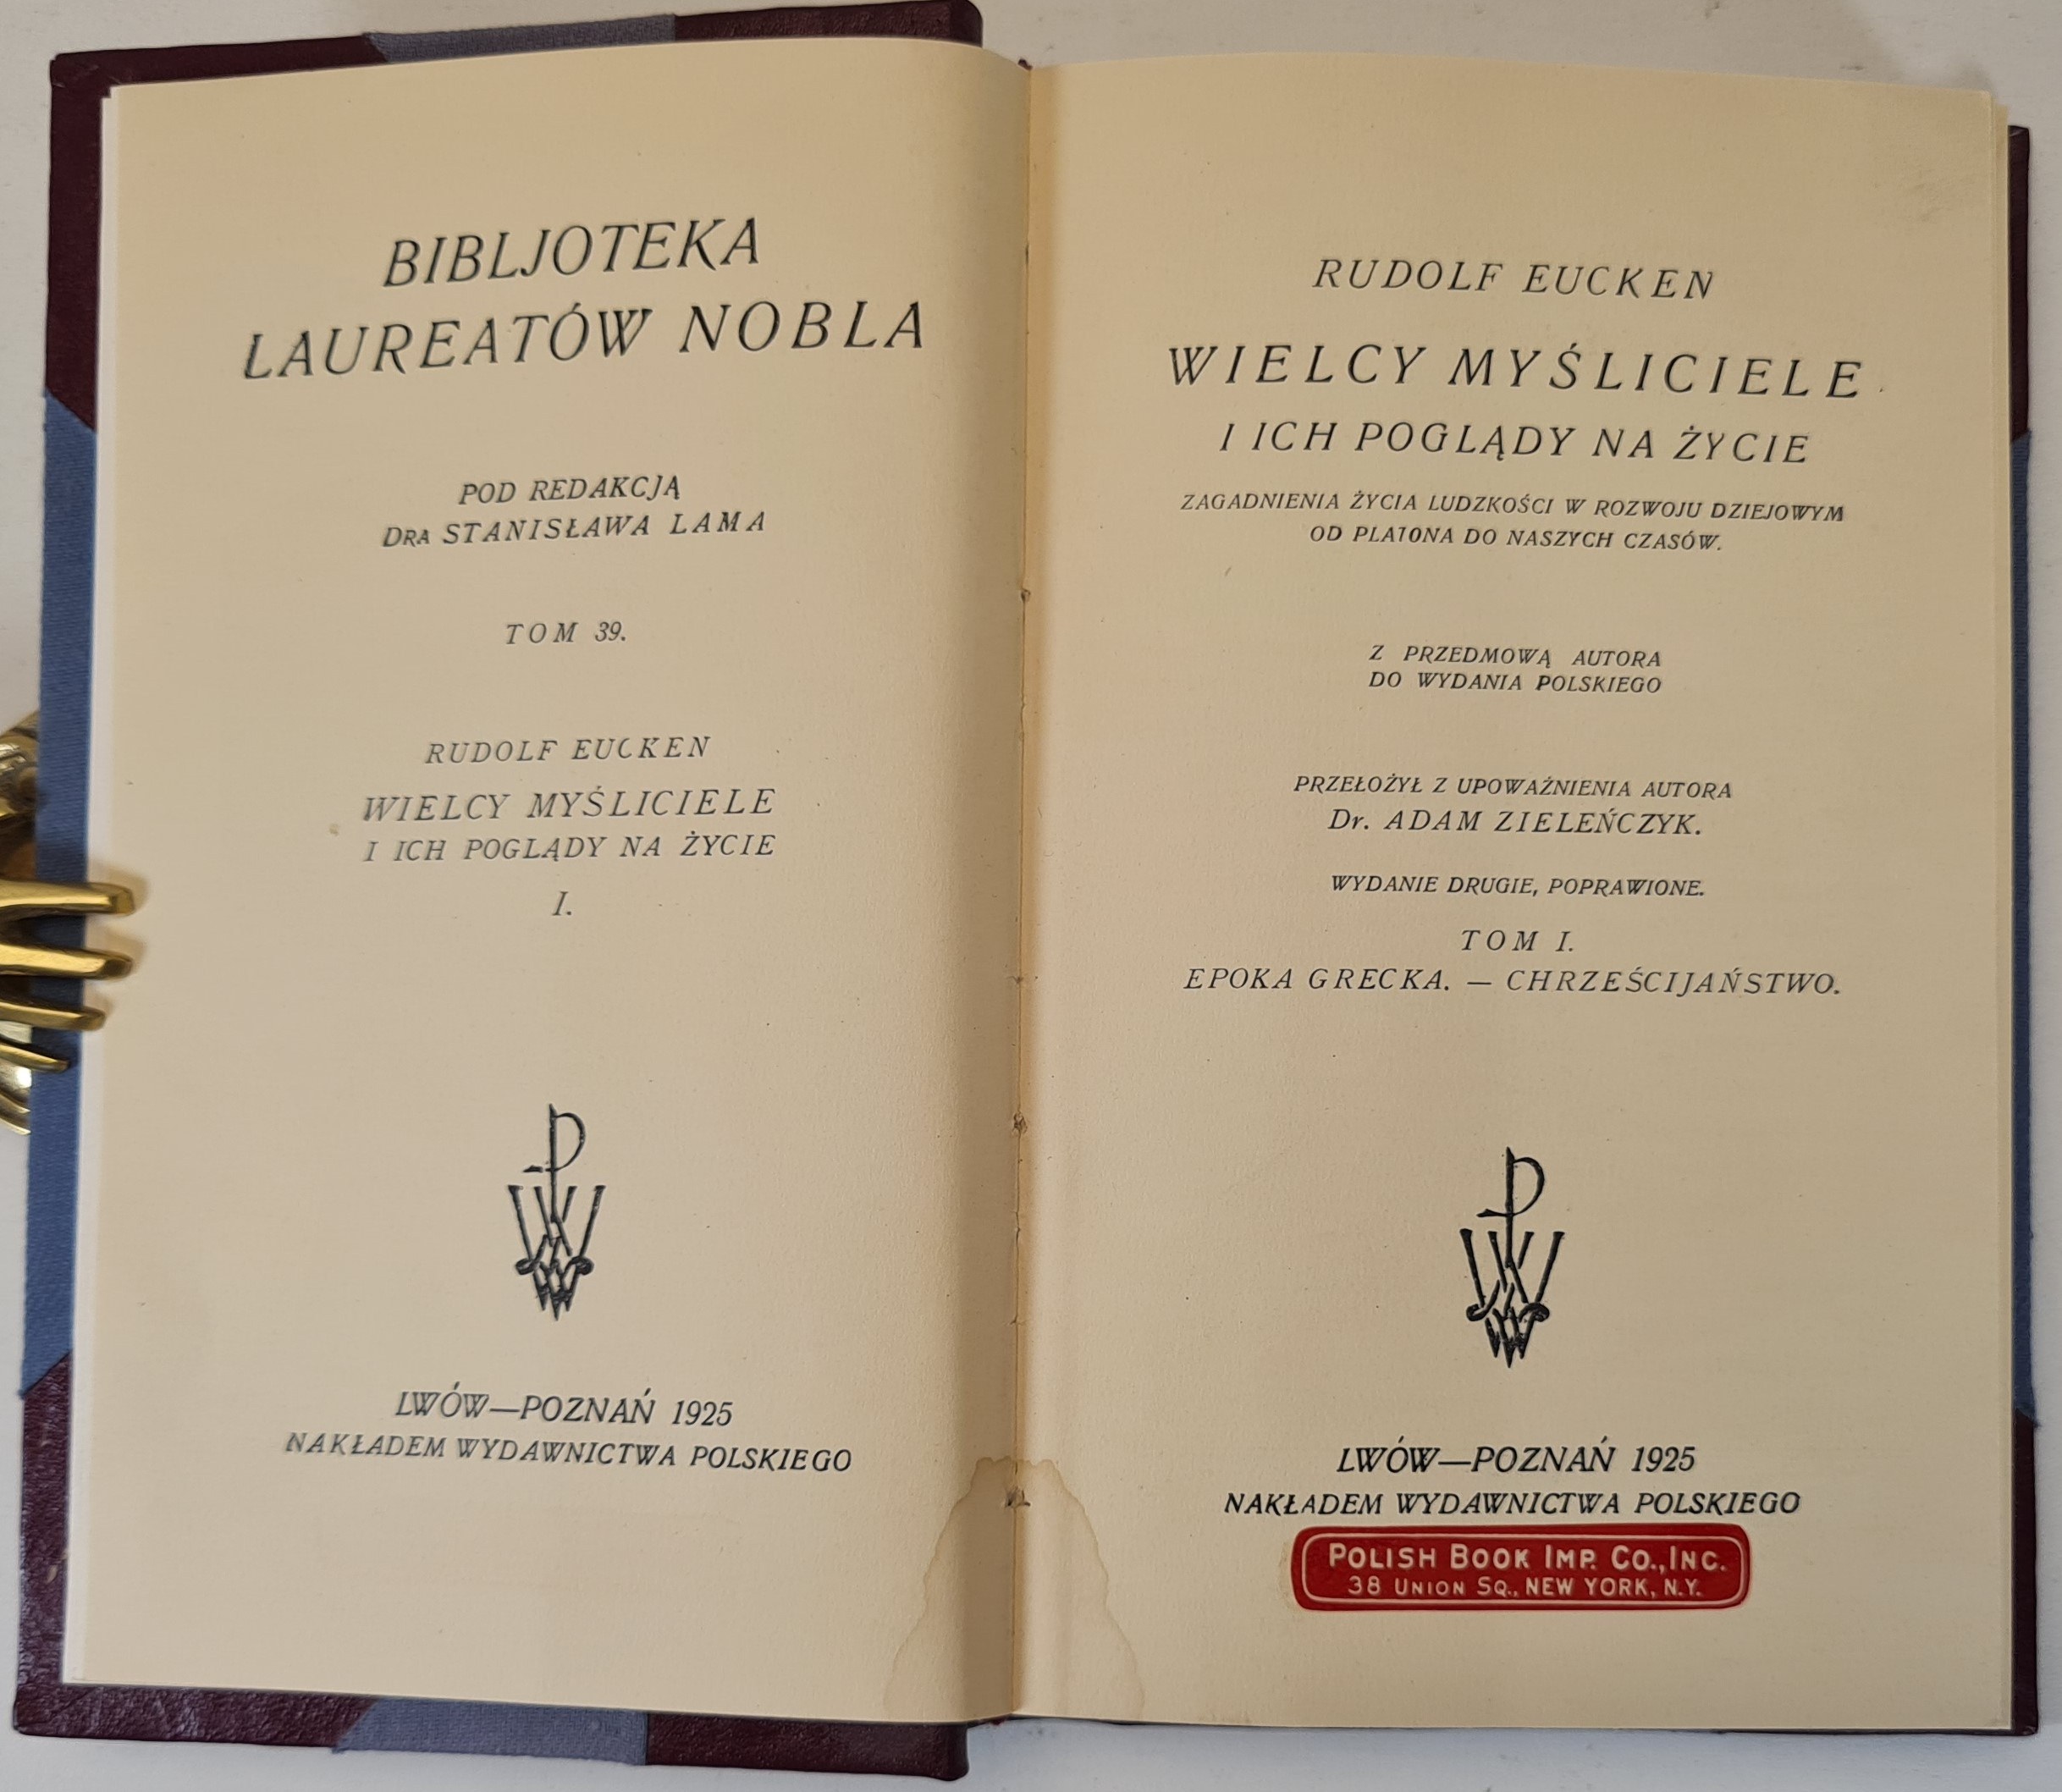 BIBLJOTEKA
LAUREATÓW NOBLA
POD REDAKCJĄ
DRA STANISŁAWA LAMA
TOM 39.
RUDOLF EUCKEN
WIELCY MYŚLICIELE
I ICH POGLĄDY NA ŻYCIE
I.
LWÓW—POZNAŃ 1925
NAKŁADEM WYDAWNICTWA POLSKIEGO
RUDOLF EUCKEN
WIELCY MYŚLICIELE
I ICH POGLĄDY NA ŻYCIE
ZAGADNIENIA ŻYCIA LUDZKOŚCI W ROZWOJU DZIEJOWYM
OD PLATONA DO NASZYCH CZASÓW.
Z PRZEDMOWĄ AUTORA
DO WYDANIA POLSKIEGO
PRZEŁOŻYŁ Z UPOWAŻNIENIA AUTORA
Dr. ADAM ZIELEŃCZYK.
WYDANIE DRUGIE, POPRAWIONE.
TOM I.
EPOKA GRECKA. — CHRZEŚCIJAŃSTWO.
LWÓW—POZNAŃ 1925
NAKŁADEM WYDAWNICTWA POLSKIEGO
POLISH BOOK IMP. CO., INC.
38 UNION SQ., NEW YORK, N.Y.